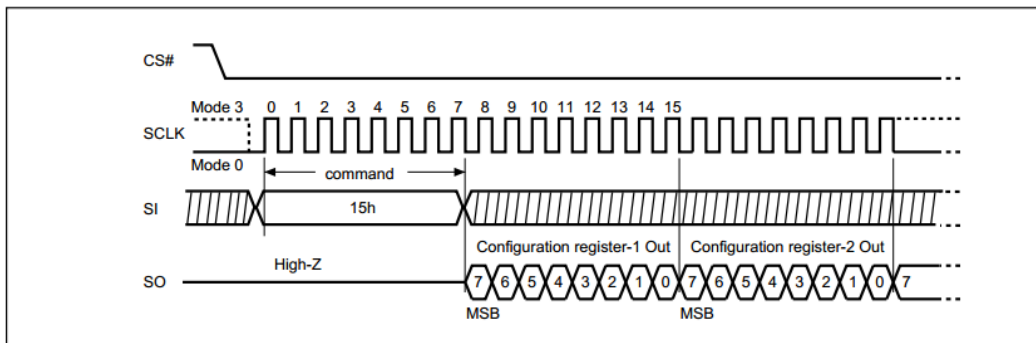 CS#
Mode 3 0 1 2 3 4 5 6 7 8 9 10 11 12 13 14 15
SCLK
Mode 0
command
SI 15h
Configuration register-1 Out Configuration register-2 Out
High-Z
SO 7 6 5 4 3 2 1 0 7 6 5 4 3 2 1 0 7
MSB MSB